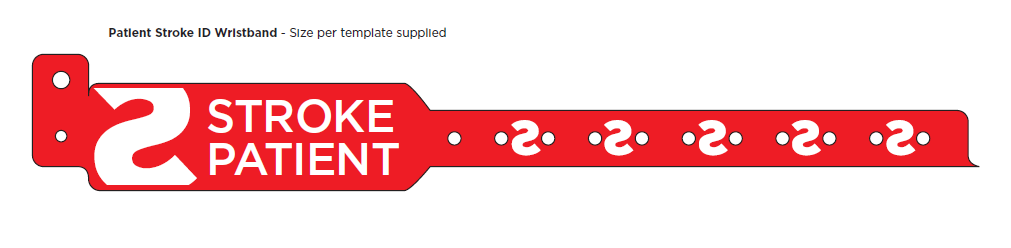 Patient Stroke ID Wristband - Size per template supplied
S STROKE
PATIENT
S S S S S